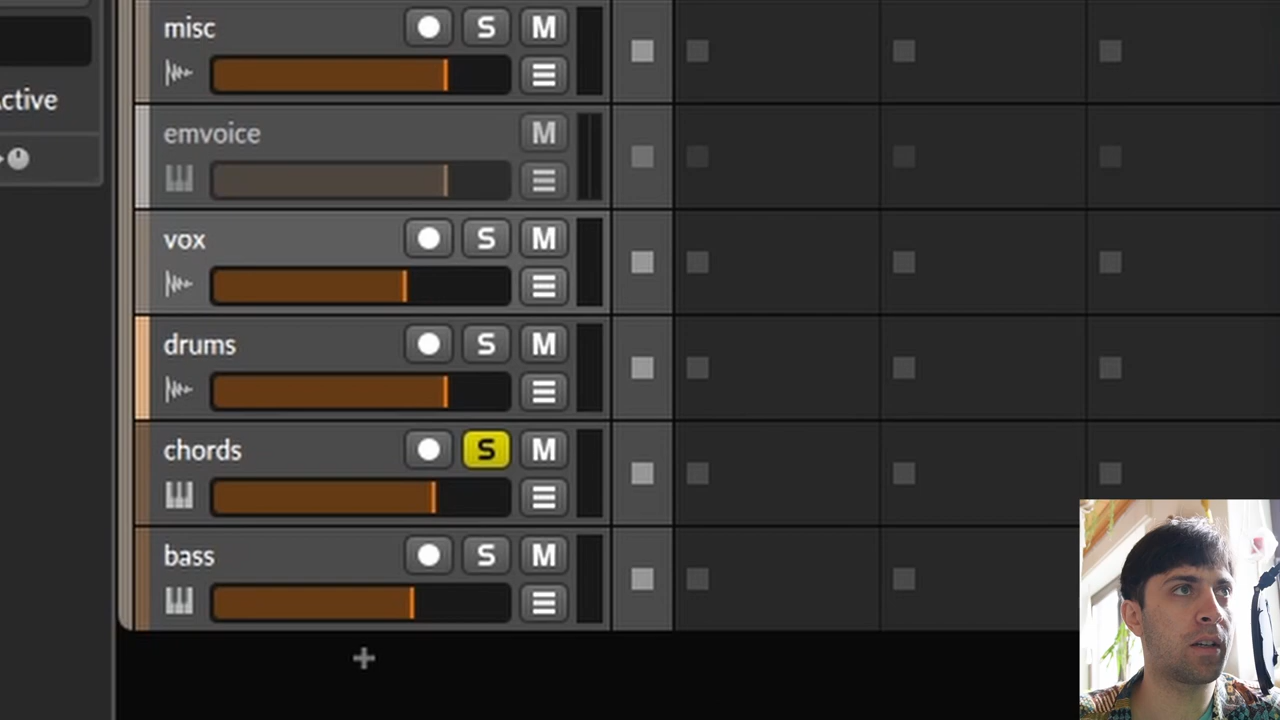 misc S M
Active
emvoice M
vox S M
drums S M
chords S M
bass S M
+